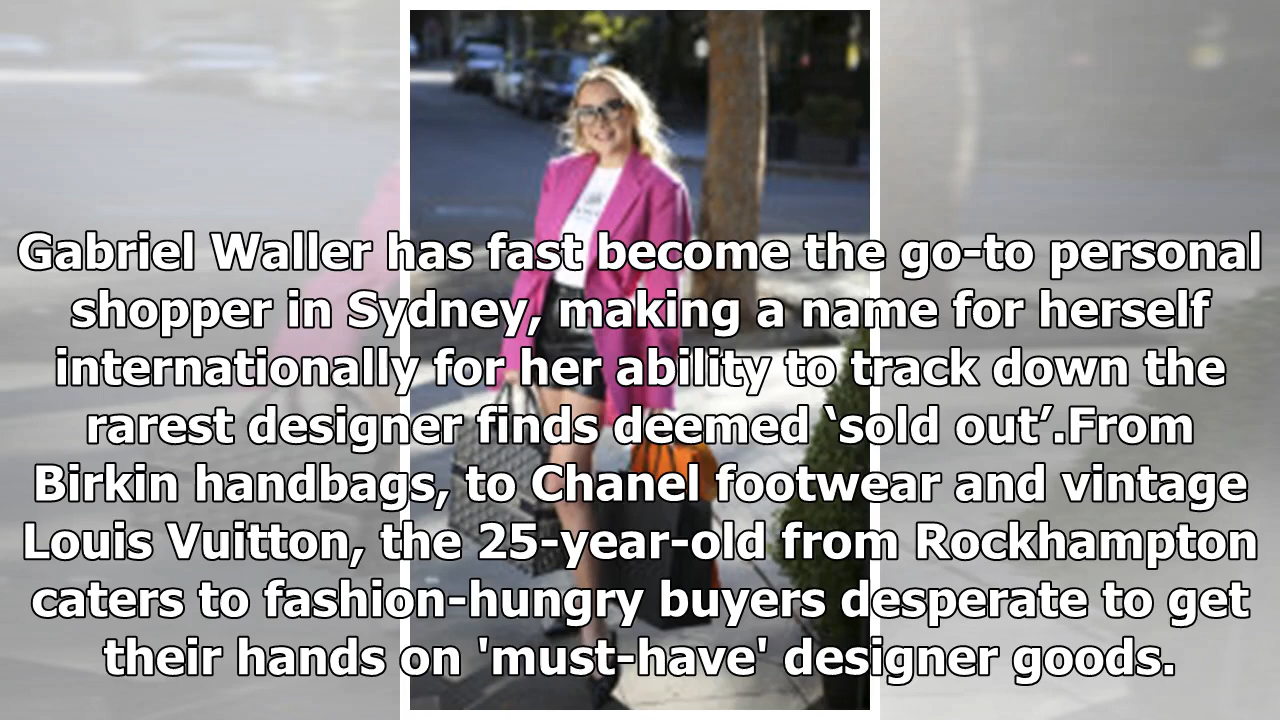 Gabriel Waller has fast become the go-to personal
shopper in Sydney, making a name for herself
internationally for her ability to track down the
rarest designer finds deemed ‘sold out’.From
Birkin handbags, to Chanel footwear and vintage
Louis Vuitton, the 25-year-old from Rockhampton
caters to fashion-hungry buyers desperate to get
their hands on 'must-have' designer goods.